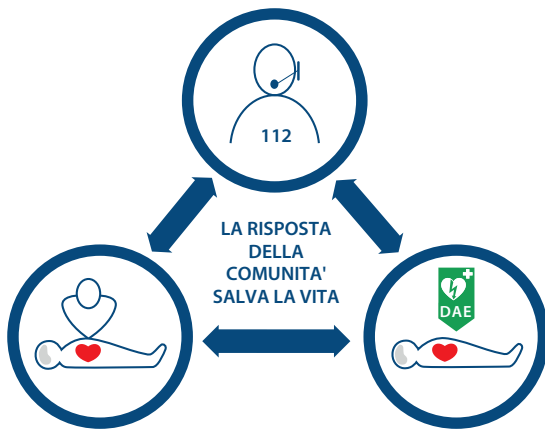 112
LA RISPOSTA
DELLA
COMUNITA'
SALVA LA VITA
DAE